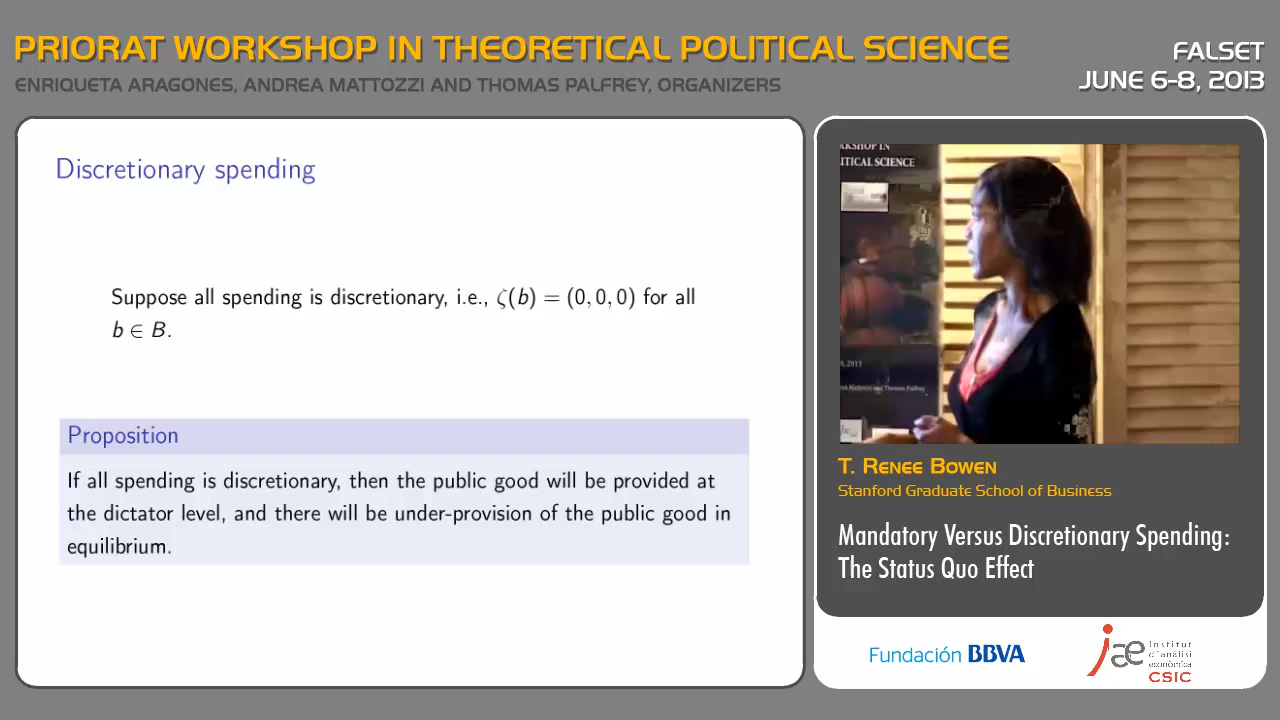 PRIORAT WORKSHOP IN THEORETICAL POLITICAL SCIENCE
ENRIQUETA ARAGONES, ANDREA MATTOZZI AND THOMAS PALFREY, ORGANIZERS
FALSET
JUNE 6-8, 2013
Discretionary spending
Suppose all spending is discretionary, i.e., ζ(b) = (0, 0, 0) for all
b ∈ B.
Proposition
If all spending is discretionary, then the public good will be provided at
the dictator level, and there will be under-provision of the public good in
equilibrium.
ITICAL SCIENCE
T. Renee Bowen
Stanford Graduate School of Business
Mandatory Versus Discretionary Spending:
The Status Quo Effect
Fundación BBVA
iae
Institut
d'anàlisi
econòmica
CSIC